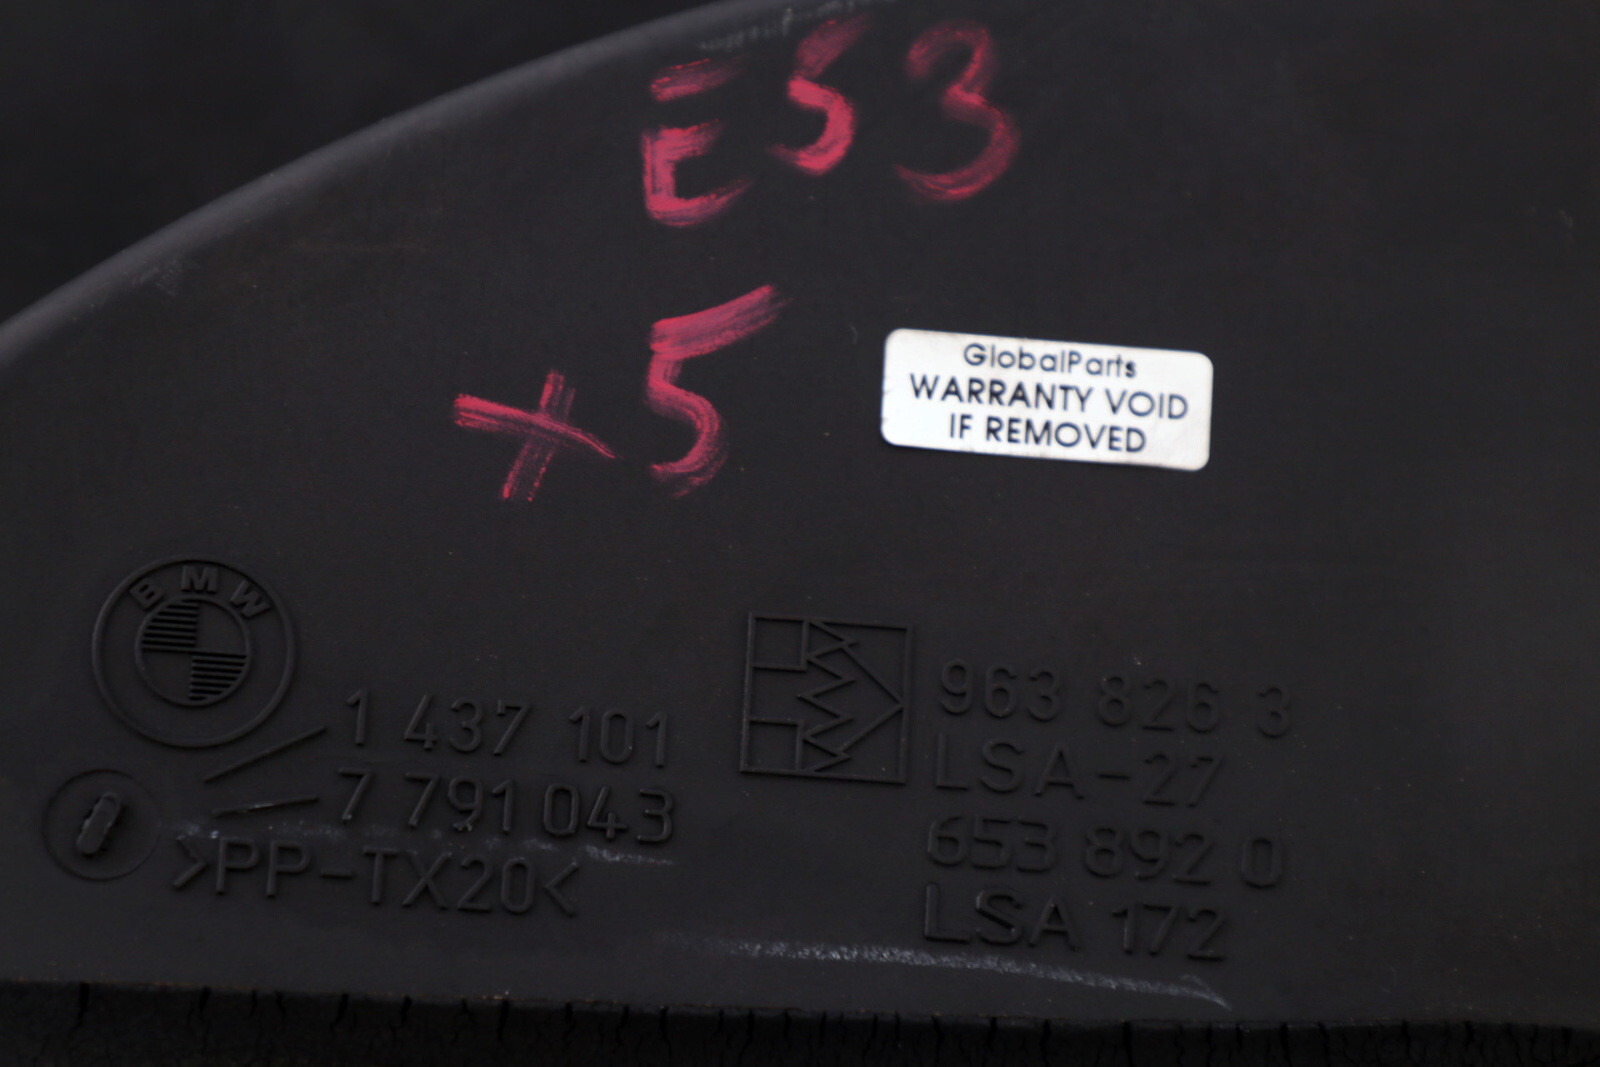 E53
X5
GlobalParts
WARRANTY VOID
IF REMOVED
BMW
1 437 101
7 791 043
>PP-TX20<
963 826 3
LSA-27
653 892 0
LSA 172